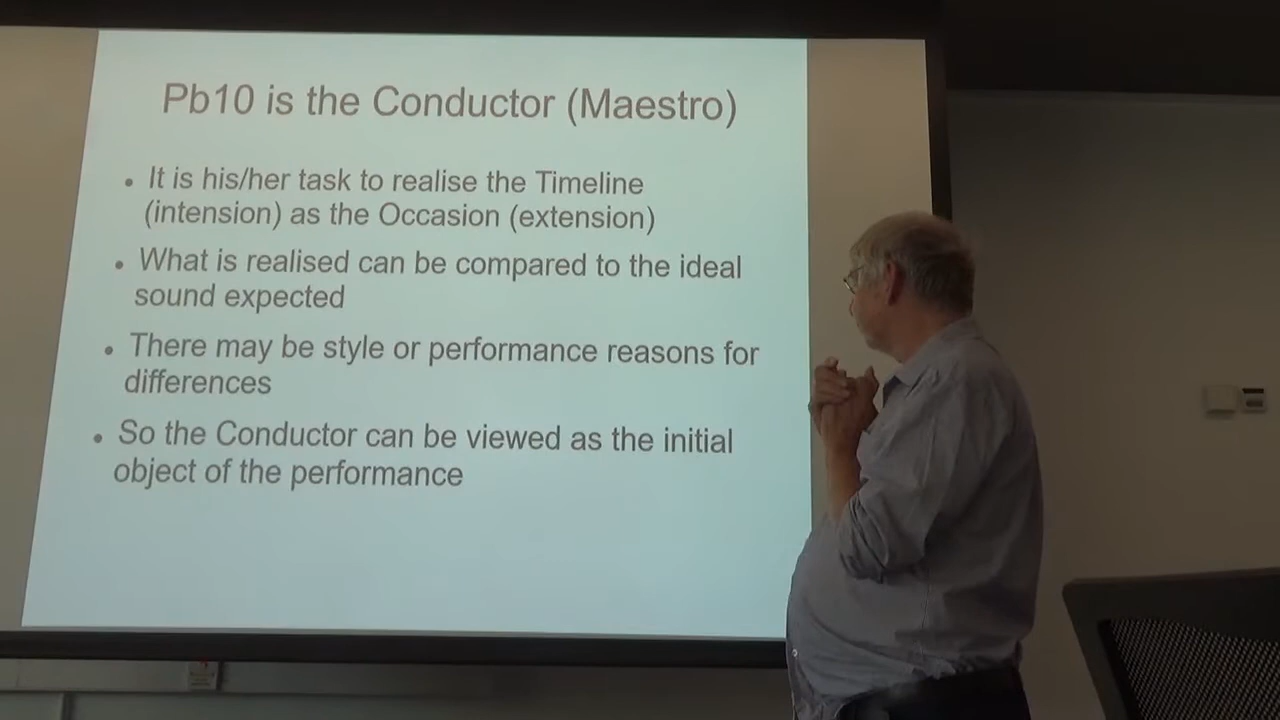 Pb10 is the Conductor (Maestro)
• It is his/her task to realise the Timeline
(intension) as the Occasion (extension)
• What is realised can be compared to the ideal
sound expected
• There may be style or performance reasons for
differences
• So the Conductor can be viewed as the initial
object of the performance